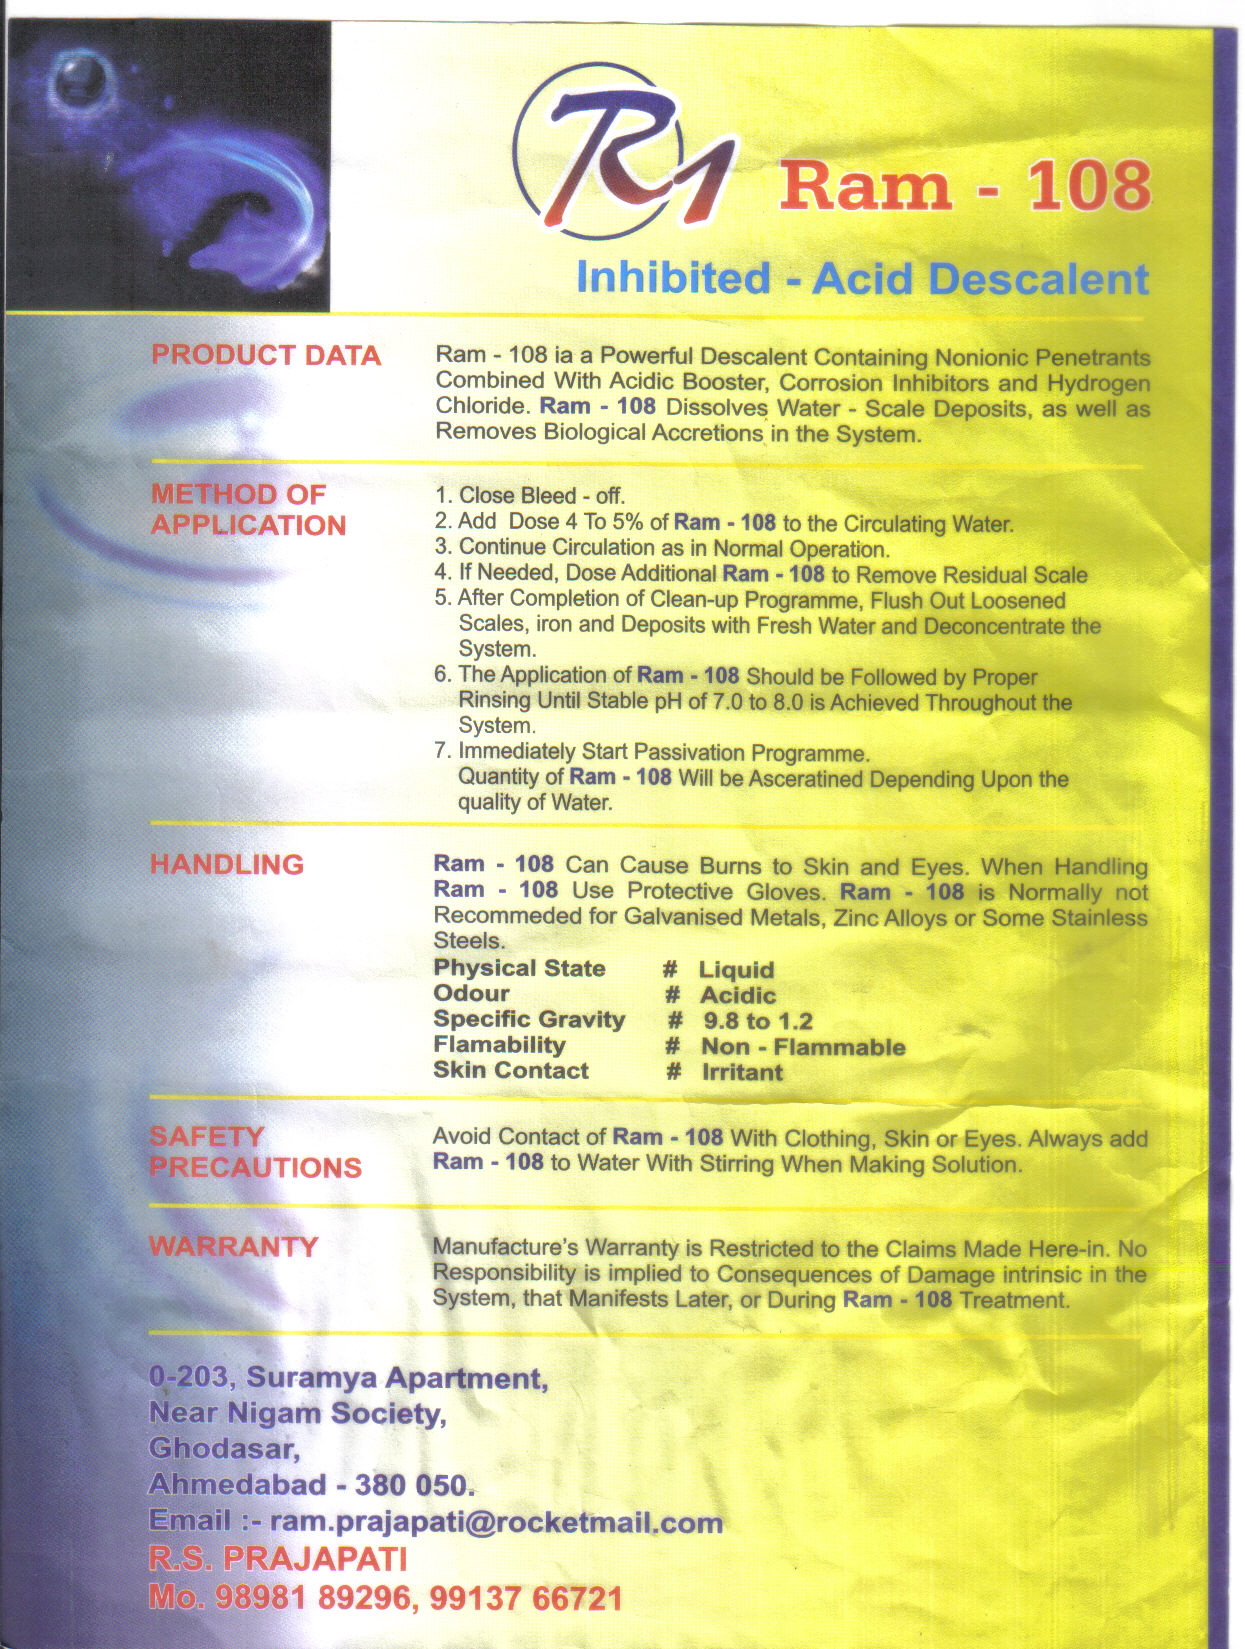 R1 Ram - 108
Inhibited - Acid Descalent
PRODUCT DATA
Ram - 108 ia a Powerful Descalent Containing Nonionic Penetrants
Combined With Acidic Booster, Corrosion Inhibitors and Hydrogen
Chloride. Ram - 108 Dissolves Water - Scale Deposits, as well as
Removes Biological Accretions in the System.
METHOD OF
APPLICATION
1. Close Bleed - off.
2. Add Dose 4 To 5% of Ram - 108 to the Circulating Water.
3. Continue Circulation as in Normal Operation.
4. If Needed, Dose Additional Ram - 108 to Remove Residual Scale
5. After Completion of Clean-up Programme, Flush Out Loosened
Scales, iron and Deposits with Fresh Water and Deconcentrate the
System.
6. The Application of Ram - 108 Should be Followed by Proper
Rinsing Until Stable pH of 7.0 to 8.0 is Achieved Throughout the
System.
7. Immediately Start Passivation Programme.
Quantity of Ram - 108 Will be Asceratined Depending Upon the
quality of Water.
HANDLING
Ram - 108 Can Cause Burns to Skin and Eyes. When Handling
Ram - 108 Use Protective Gloves. Ram - 108 is Normally not
Recommeded for Galvanised Metals, Zinc Alloys or Some Stainless
Steels.
Physical State # Liquid
Odour # Acidic
Specific Gravity # 9.8 to 1.2
Flamability # Non - Flammable
Skin Contact # Irritant
SAFETY
PRECAUTIONS
Avoid Contact of Ram - 108 With Clothing, Skin or Eyes. Always add
Ram - 108 to Water With Stirring When Making Solution.
WARRANTY
Manufacture's Warranty is Restricted to the Claims Made Here-in. No
Responsibility is implied to Consequences of Damage intrinsic in the
System, that Manifests Later, or During Ram - 108 Treatment.
0-203, Suramya Apartment,
Near Nigam Society,
Ghodasar,
Ahmedabad - 380 050.
Email :- ram.prajapati@rocketmail.com
R.S. PRAJAPATI
Mo. 98981 89296, 99137 66721